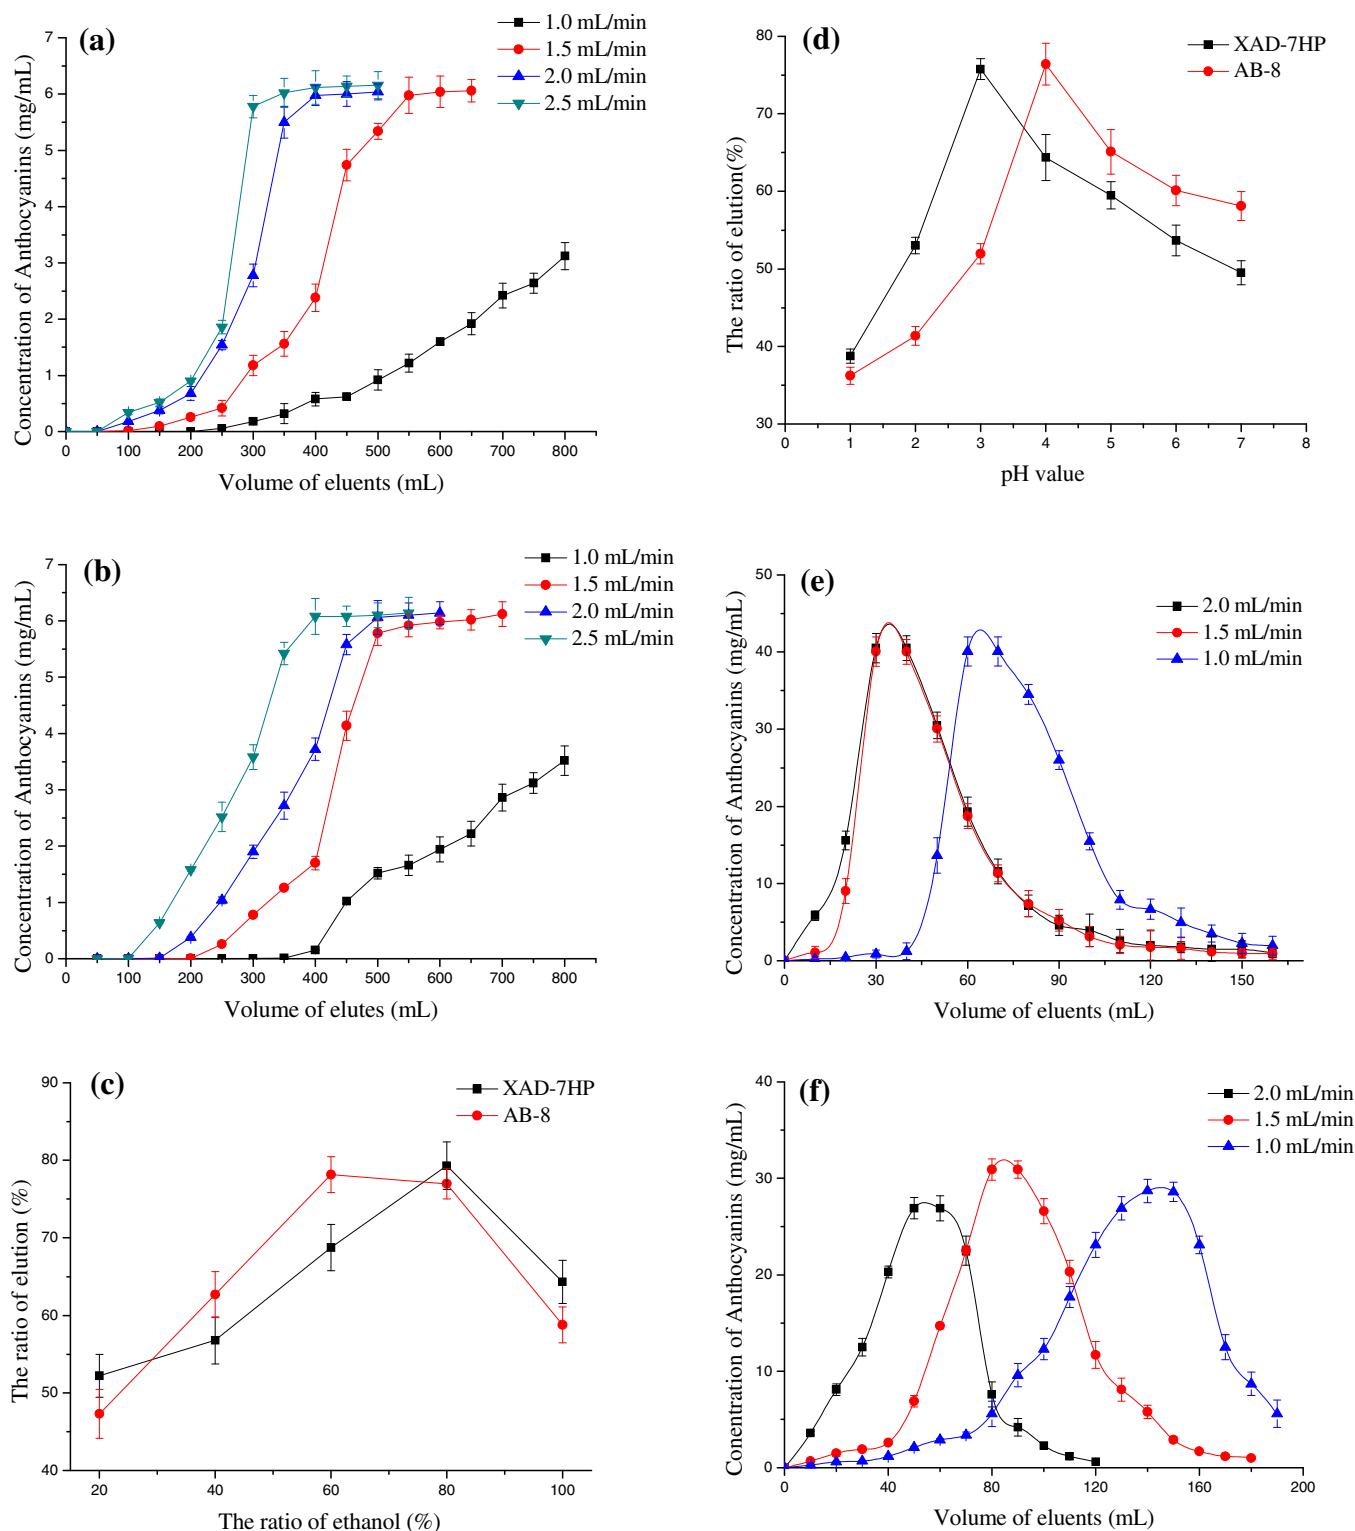 (a)
1.0 mL/min
1.5 mL/min
2.0 mL/min
2.5 mL/min
Concentration of Anthocyanins (mg/mL)
7
6
5
4
3
2
1
0
0 100 200 300 400 500 600 700 800
Volume of eluents (mL)
(d)
XAD-7HP
AB-8
The ratio of elution(%)
80
70
60
50
40
30
0 1 2 3 4 5 6 7 8
pH value
(b)
1.0 mL/min
1.5 mL/min
2.0 mL/min
2.5 mL/min
Concentration of Anthocyanins (mg/mL)
7
6
5
4
3
2
1
0
0 100 200 300 400 500 600 700 800
Volume of elutes (mL)
(e)
2.0 mL/min
1.5 mL/min
1.0 mL/min
Concentration of Anthocyanins (mg/mL)
50
40
30
20
10
0
0 30 60 90 120 150
Volume of eluents (mL)
(c)
XAD-7HP
AB-8
The ratio of elution (%)
90
80
70
60
50
40
20 40 60 80 100
The ratio of ethanol (%)
(f)
2.0 mL/min
1.5 mL/min
1.0 mL/min
Conentration of Anthocyanins (mg/mL)
40
30
20
10
0
0 40 80 120 160 200
Volume of eluents (mL)